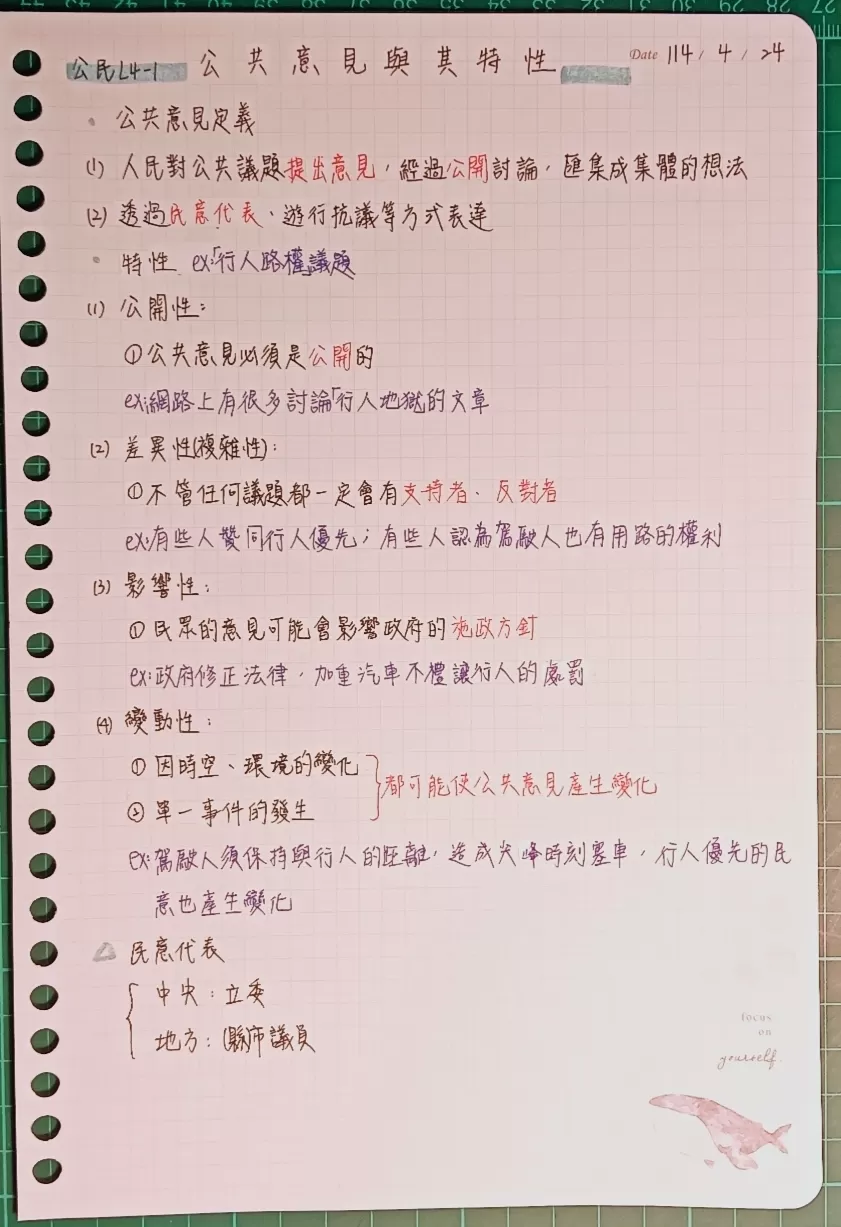 公民L4-1 公共意見與其特性 Date 114 / 4 / 24
• 公共意見定義
(1) 人民對公共議題提出意見，經過公開討論，匯集成集體的想法
(2) 透過民意代表、遊行抗議等方式表達
• 特性 ex:「行人路權」議題
(1) 公開性：
① 公共意見必須是公開的
ex:網路上有很多討論「行人地獄」的文章
(2) 差異性(複雜性)：
① 不管任何議題都一定會有支持者、反對者
ex:有些人贊同行人優先；有些人認為駕駛人也有用路的權利
(3) 影響性：
① 民眾的意見可能會影響政府的施政方針
ex:政府修正法律，加重汽車不禮讓行人的處罰
(4) 變動性：
① 因時空、環境的變化
② 單一事件的發生
都可能使公共意見產生變化
ex:駕駛人須保持與行人的距離，造成尖峰時刻塞車，行人優先的民
意也產生變化
△ 民意代表
中央：立委
地方：(縣)市議員
focus
on
yourself.
27 28 29 30 31 32